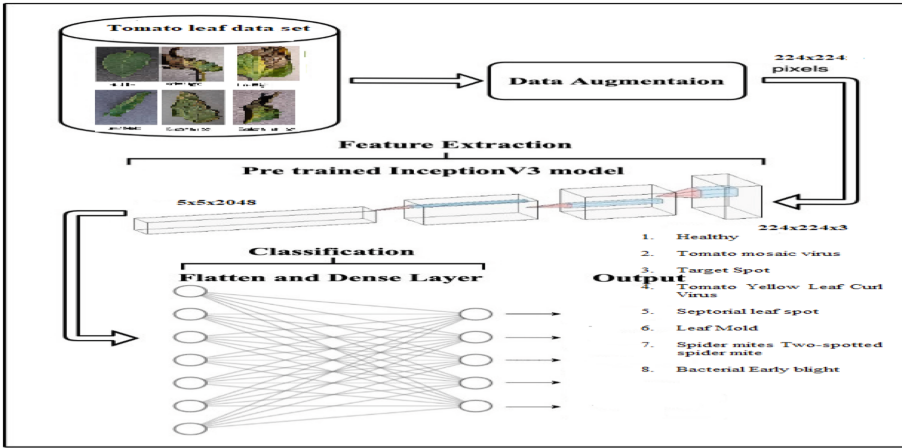 Tomato leaf data set
Data Augmentaion
224x224
pixels
Feature Extraction
Pre trained InceptionV3 model
5x5x2048
224x224x3
Classification
Flatten and Dense Layer
Output
1. Healthy
2. Tomato mosaic virus
3. Target Spot
4. Tomato Yellow Leaf Curl
Virus
5. Septorial leaf spot
6. Leaf Mold
7. Spider mites Two-spotted
spider mite
8. Bacterial Early blight